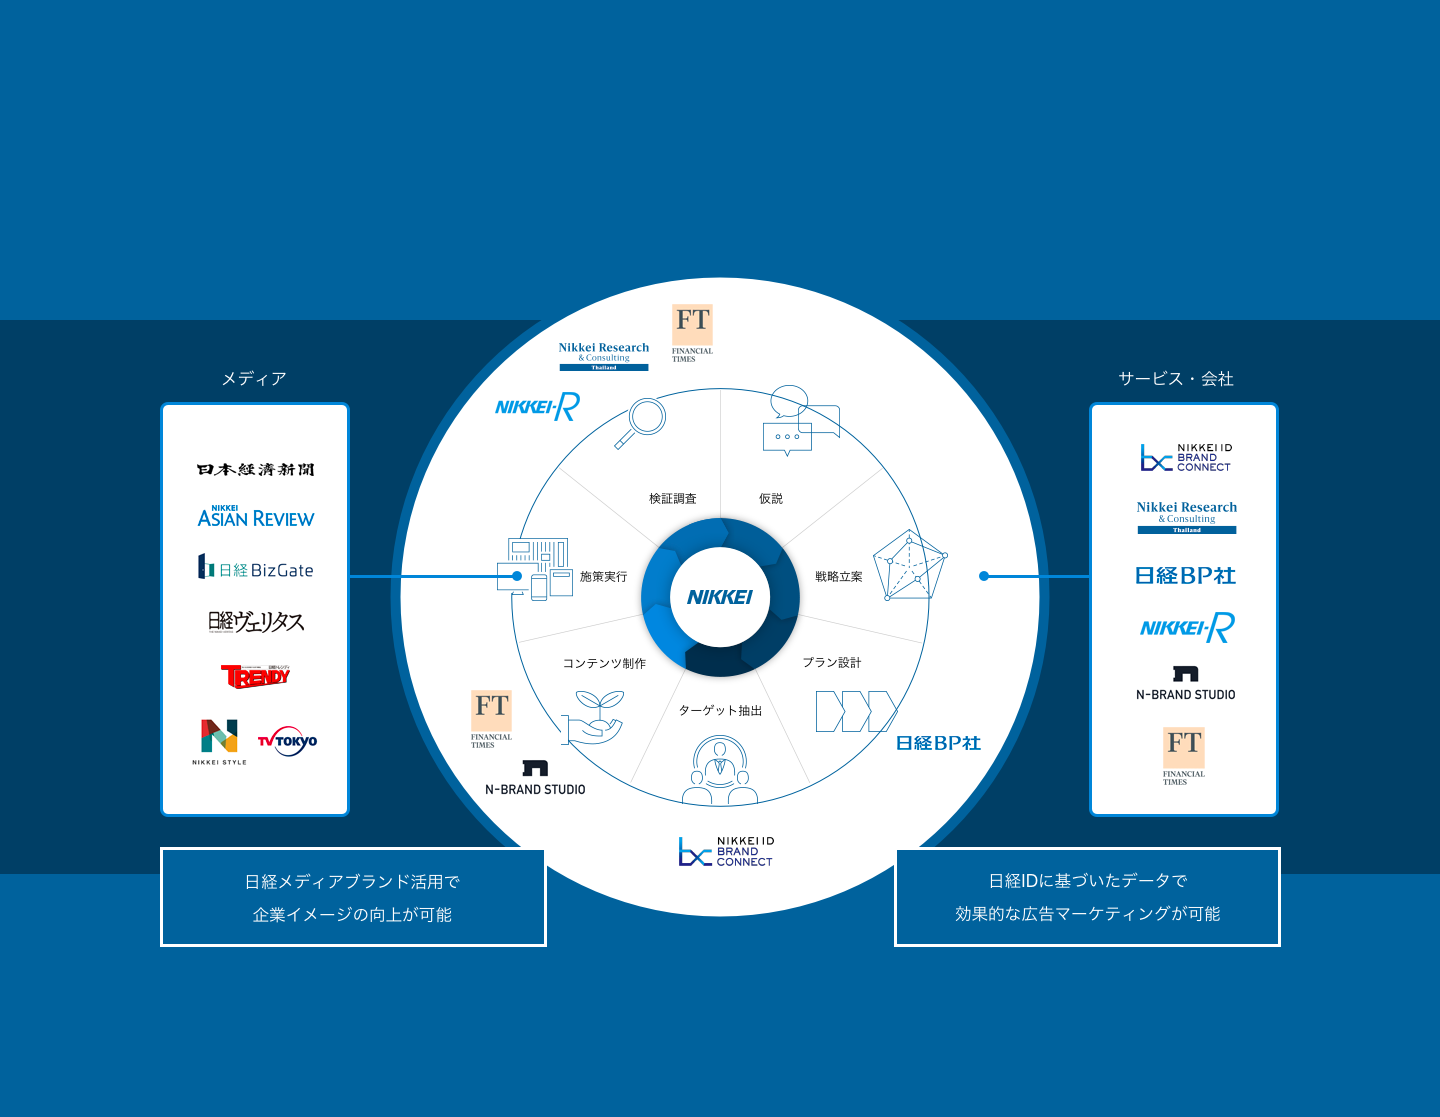 メディア
日本経済新聞
NIKKEI
ASIAN REVIEW
日経 BizGate
日経ヴェリタス
TRENDY
NIKKEI STYLE
TV TOKYO
Nikkei Research
& Consulting
Thailand
FT
FINANCIAL
TIMES
NIKKEI-R
検証調査
仮説
施策実行
戦略立案
NIKKEI
コンテンツ制作
プラン設計
ターゲット抽出
FT
FINANCIAL
TIMES
N-BRAND STUDIO
日経BP社
NIKKEI ID
BRAND
CONNECT
サービス・会社
NIKKEI ID
BRAND
CONNECT
Nikkei Research
& Consulting
Thailand
日経BP社
NIKKEI-R
N-BRAND STUDIO
FT
FINANCIAL
TIMES
日経メディアブランド活用で
企業イメージの向上が可能
日経IDに基づいたデータで
効果的な広告マーケティングが可能